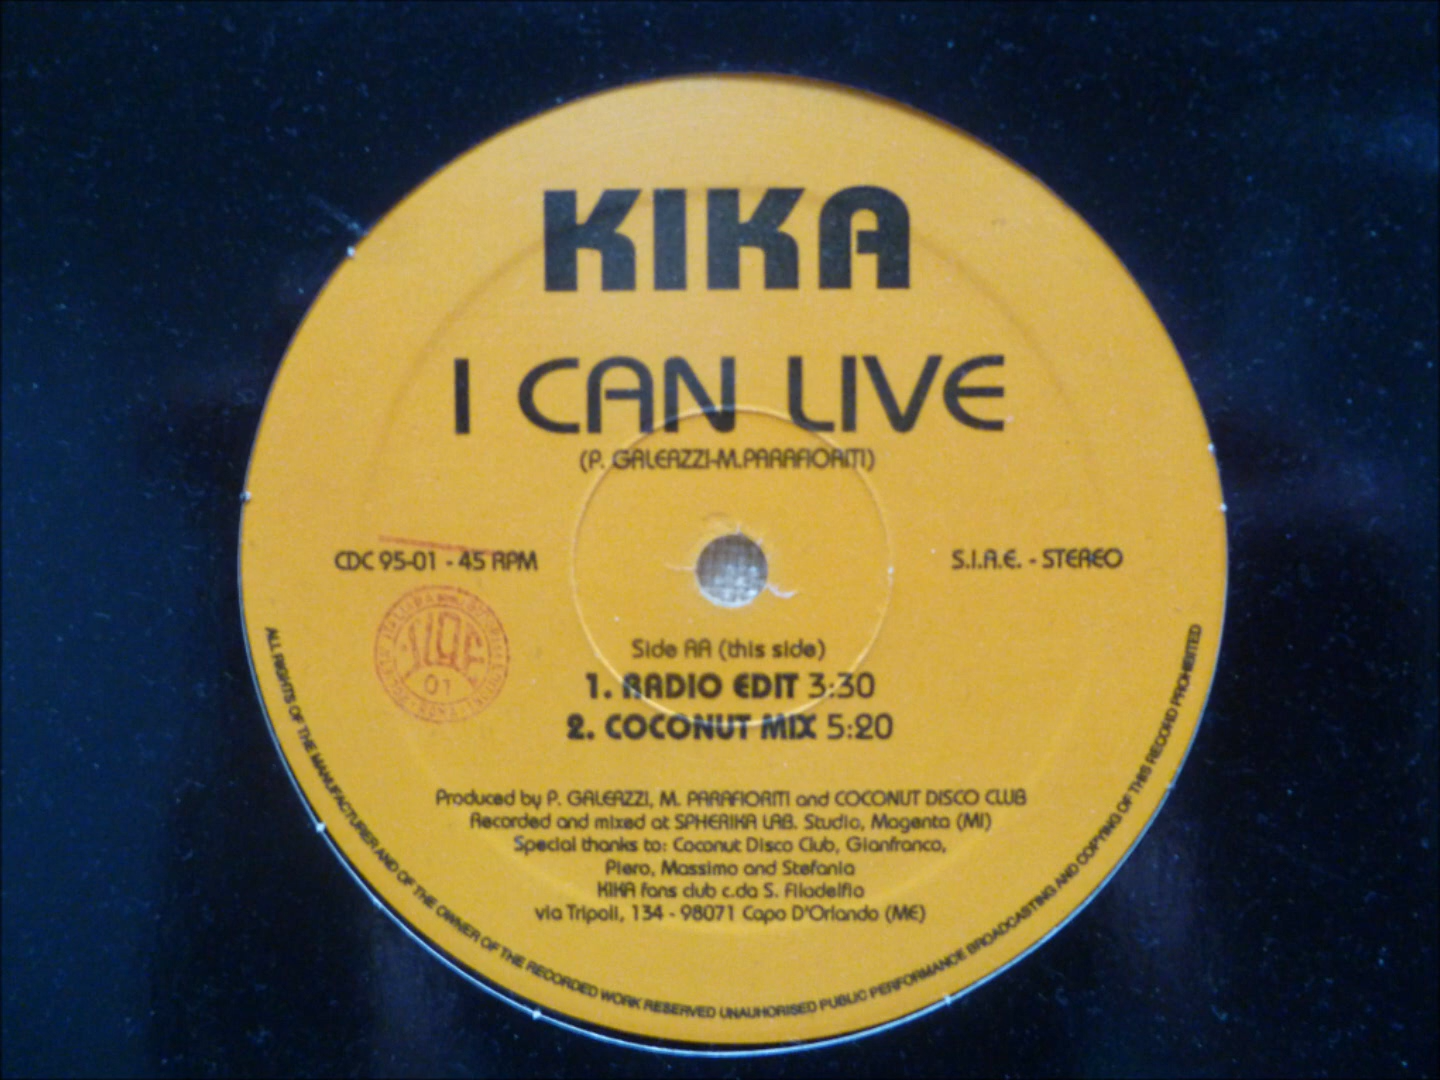 KIKA
I CAN LIVE
(P. GALEAZZI-M.PARAFIORITI)
CDC 95-01 - 45 RPM
S.I.A.E. - STEREO
01
Side AA (this side)
1. RADIO EDIT 3:30
2. COCONUT MIX 5:20
Produced by P. GALEAZZI, M. PARAFIORITI and COCONUT DISCO CLUB
Recorded and mixed at SPHERIKA LAB. Studio, Magenta (MI)
Special thanks to: Coconut Disco Club, Gianfranco,
Piero, Massimo and Stefania
KIKA fans club c.da S. Filadelfio
via Tripoli, 134 - 98071 Capo D'Orlando (ME)
ALL RIGHTS OF THE MANUFACTURER AND OF THE OWNER OF THE RECORDED WORK RESERVED UNAUHORISED PUBLIC PERFORMANCE BROADCASTING AND COPYING OF THIS RECORD PROHIBITED